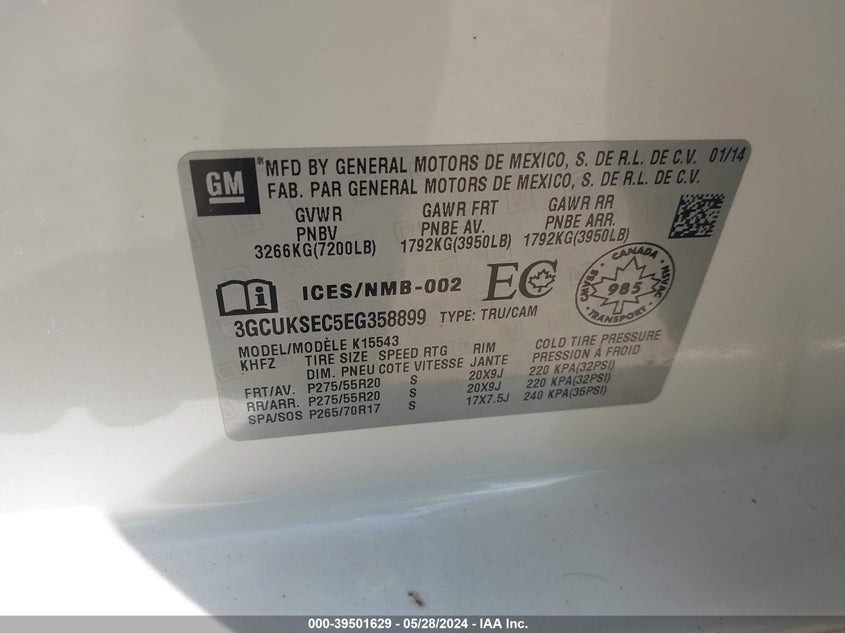 GM
® MFD BY GENERAL MOTORS DE MEXICO, S. DE R.L. DE C.V. 01/14
FAB. PAR GENERAL MOTORS DE MEXICO, S. DE R.L. DE C.V.
GVWR GAWR FRT GAWR RR
PNBV PNBE AV. PNBE ARR.
3266KG(7200LB) 1792KG(3950LB) 1792KG(3950LB)
ICES/NMB-002 EC
CANADA
CMVSS 985 NSVAC
TRANSPORT
3GCUKSEC5EG358899 TYPE: TRU/CAM
MODEL/MODÈLE K15543
KHFZ TIRE SIZE SPEED RTG RIM COLD TIRE PRESSURE
DIM. PNEU COTE VITESSE JANTE PRESSION À FROID
FRT/AV. P275/55R20 S 20X9J 220 KPA(32PSI)
RR/ARR. P275/55R20 S 20X9J 220 KPA(32PSI)
SPA/SOS P265/70R17 S 17X7.5J 240 KPA(35PSI)
000-39501629 - 05/28/2024 - IAA Inc.